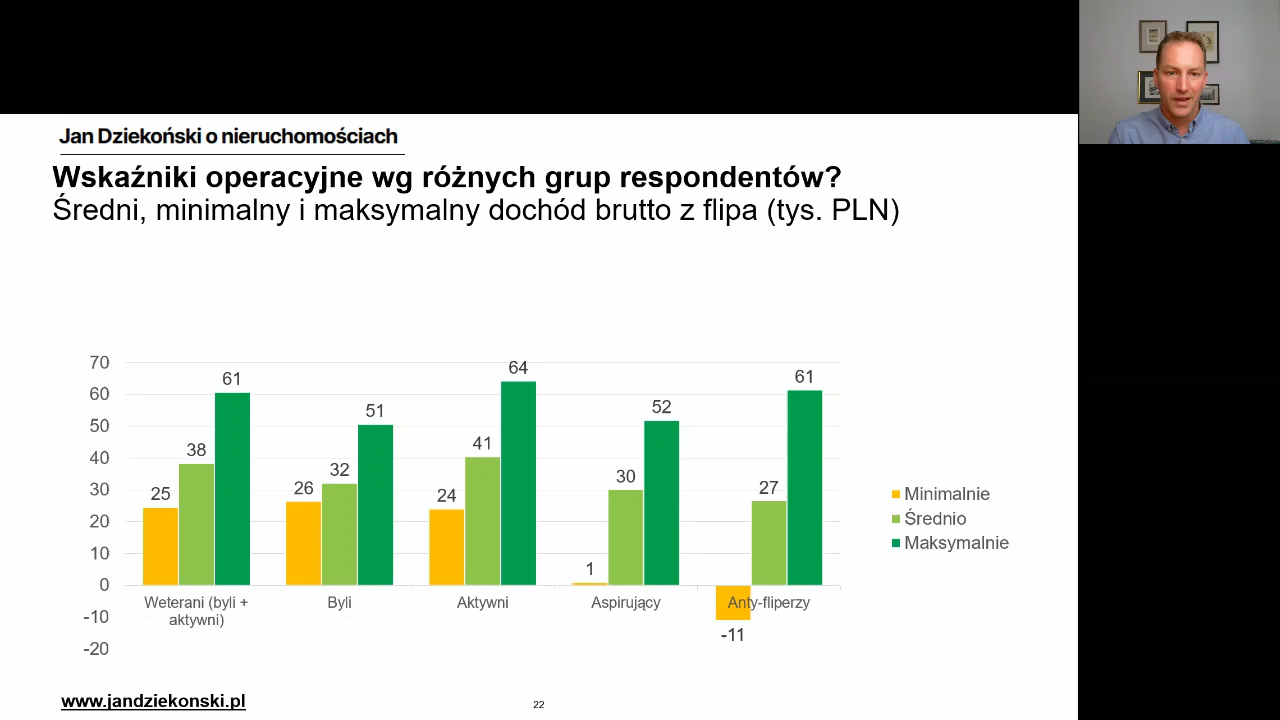 Jan Dziekoński o nieruchomościach
Wskaźniki operacyjne wg różnych grup respondentów?
Średni, minimalny i maksymalny dochód brutto z flipa (tys. PLN)
70
60
50
40
30
20
10
0
-10
-20
25
38
61
26
32
51
24
41
64
1
30
52
-11
27
61
Weterani (byli +
aktywni)
Byli
Aktywni
Aspirujący
Anty-fliperzy
Minimalnie
Średnio
Maksymalnie
www.jandziekonski.pl
22